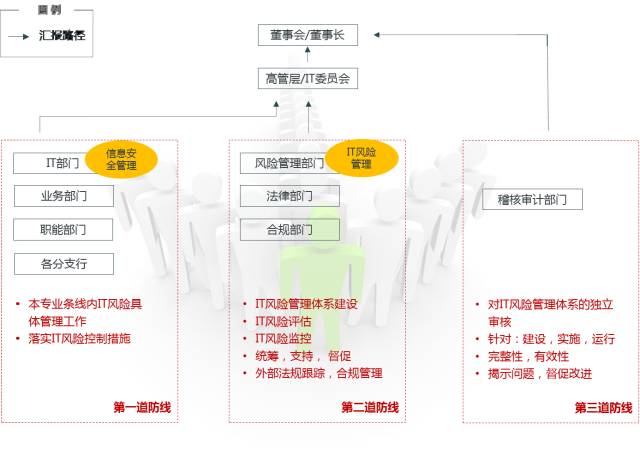 图例
汇报路径
董事会/董事长
高管层/IT委员会
IT部门
信息安
全管理
业务部门
职能部门
各分支行
• 本专业条线内IT风险具
体管理工作
• 落实IT风险控制措施
第一道防线
风险管理部门
IT风险
管理
法律部门
合规部门
• IT风险管理体系建设
• IT风险评估
• IT风险监控
• 统筹，支持， 督促
• 外部法规跟踪，合规管理
第二道防线
稽核审计部门
• 对IT风险管理体系的独立
审核
• 针对：建设，实施，运行
• 完整性，有效性
• 揭示问题，督促改进
第三道防线